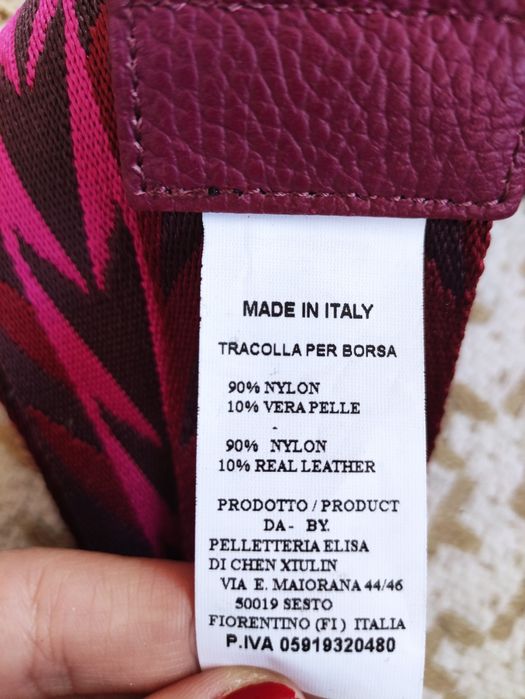 MADE IN ITALY
TRACOLLA PER BORSA
90% NYLON
10% VERA PELLE
-
90% NYLON
10% REAL LEATHER
PRODOTTO / PRODUCT
DA- BY.
PELLETTERIA ELISA
DI CHEN XIULIN
VIA E. MAIORANA 44/46
50019 SESTO
FIORENTINO (FI) ITALIA
P.IVA 05919320480